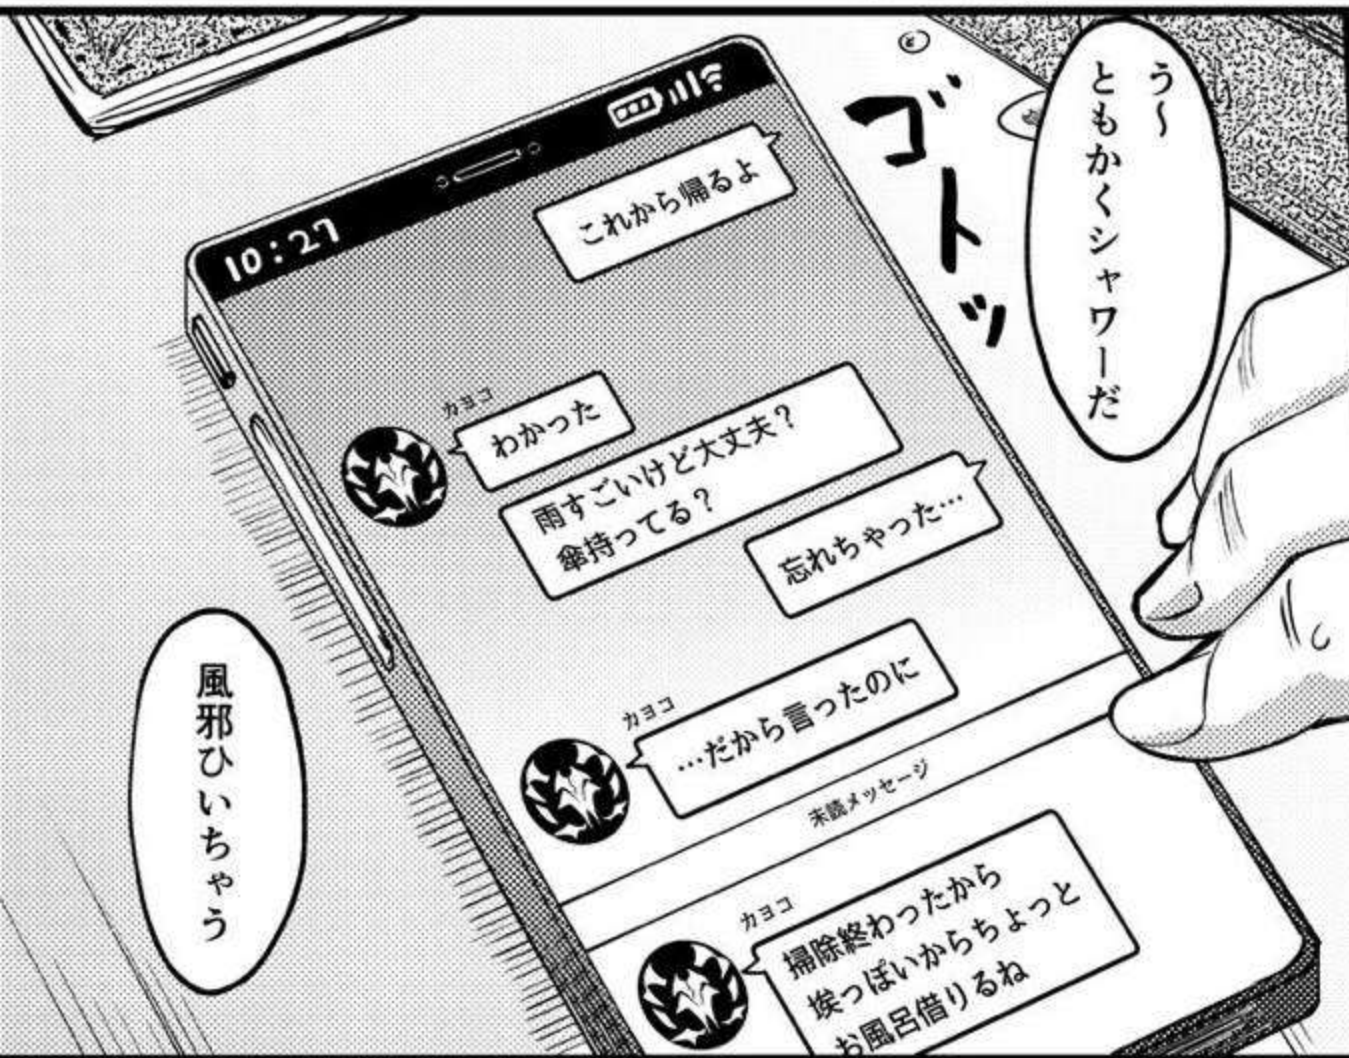 う～
ともかくシャワーだ
ゴトッ
10:27
これから帰るよ
カヨコ
わかった
雨すごいけど大丈夫？
傘持ってる？
忘れちゃった…
カヨコ
…だから言ったのに
未読メッセージ
カヨコ
掃除終わったから
埃っぽいからちょっと
お風呂借りるね
風邪ひいちゃう